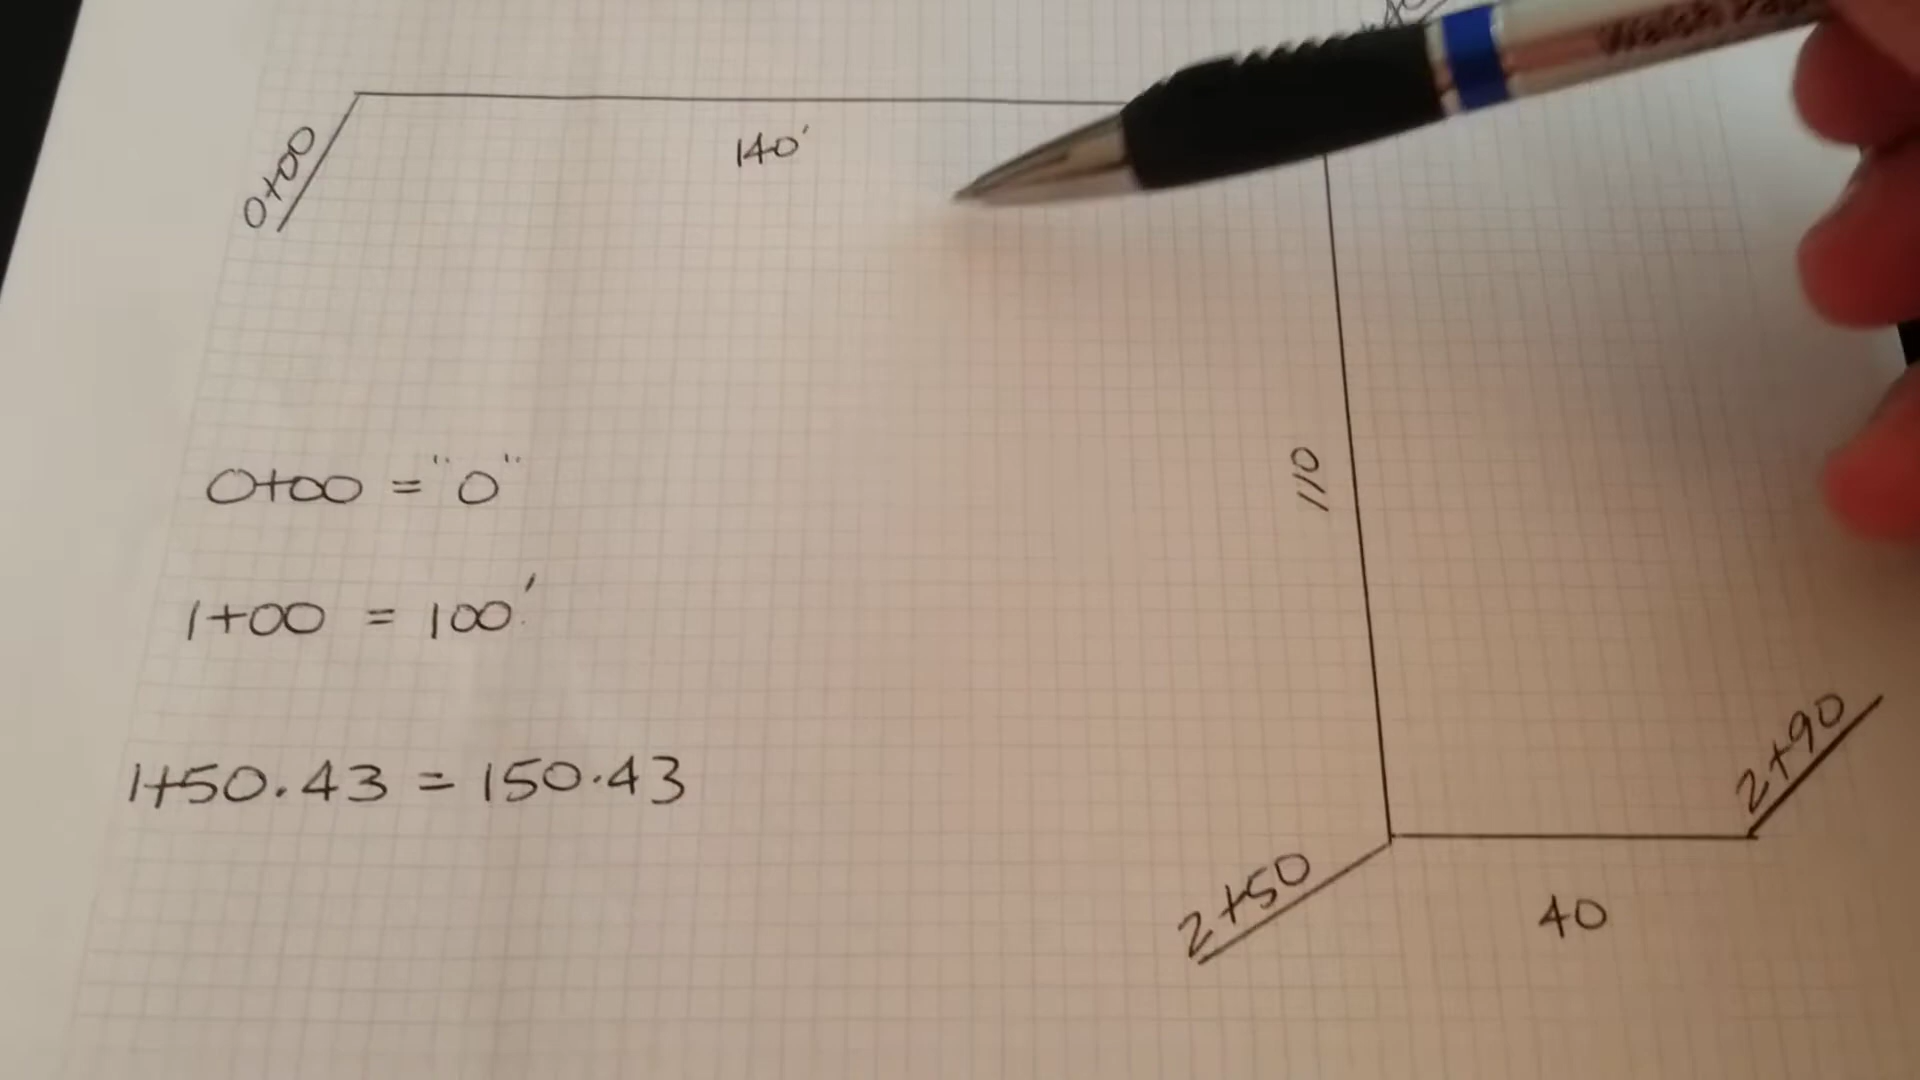 0+00
140'
110
0+00 = "0"
1+00 = 100'
1+50.43 = 150.43
2+90
2+50
40